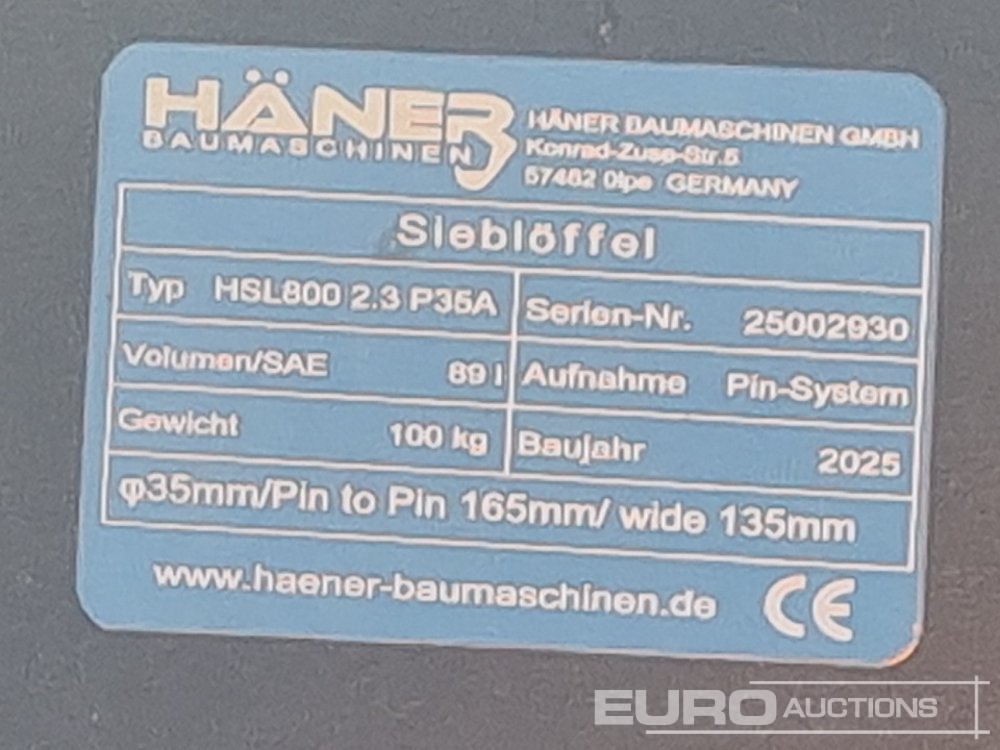 HÄNER
BAUMASCHINEN
HÄNER BAUMASCHINEN GMBH
Konrad-Zuse-Str.5
57462 Olpe GERMANY
Sieblöffel
Typ HSL800 2.3 P35A
Serien-Nr. 25002930
Volumen/SAE 89 l
Aufnahme Pin-System
Gewicht 100 kg
Baujahr 2025
φ35mm/Pin to Pin 165mm/ wide 135mm
www.haener-baumaschinen.de CE
EURO AUCTIONS